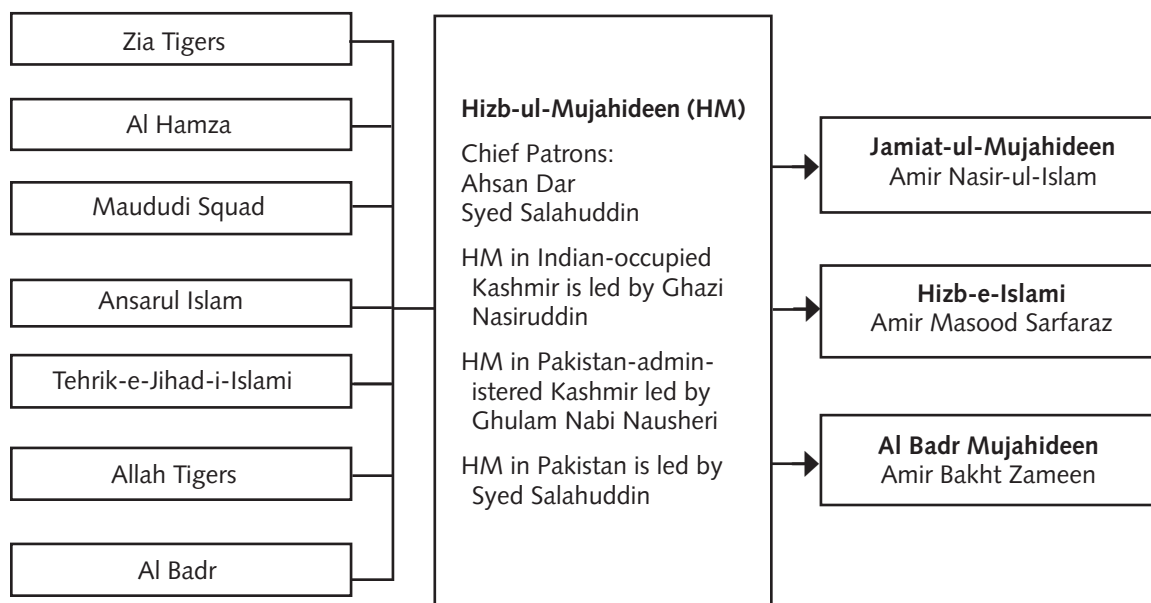 Zia Tigers
Al Hamza
Maududi Squad
Ansarul Islam
Tehrik-e-Jihad-i-Islami
Allah Tigers
Al Badr
Hizb-ul-Mujahideen (HM)
Chief Patrons:
Ahsan Dar
Syed Salahuddin
HM in Indian-occupied
Kashmir is led by Ghazi
Nasiruddin
HM in Pakistan-admin-
istered Kashmir led by
Ghulam Nabi Nausheri
HM in Pakistan is led by
Syed Salahuddin
Jamiat-ul-Mujahideen
Amir Nasir-ul-Islam
Hizb-e-Islami
Amir Masood Sarfaraz
Al Badr Mujahideen
Amir Bakht Zameen